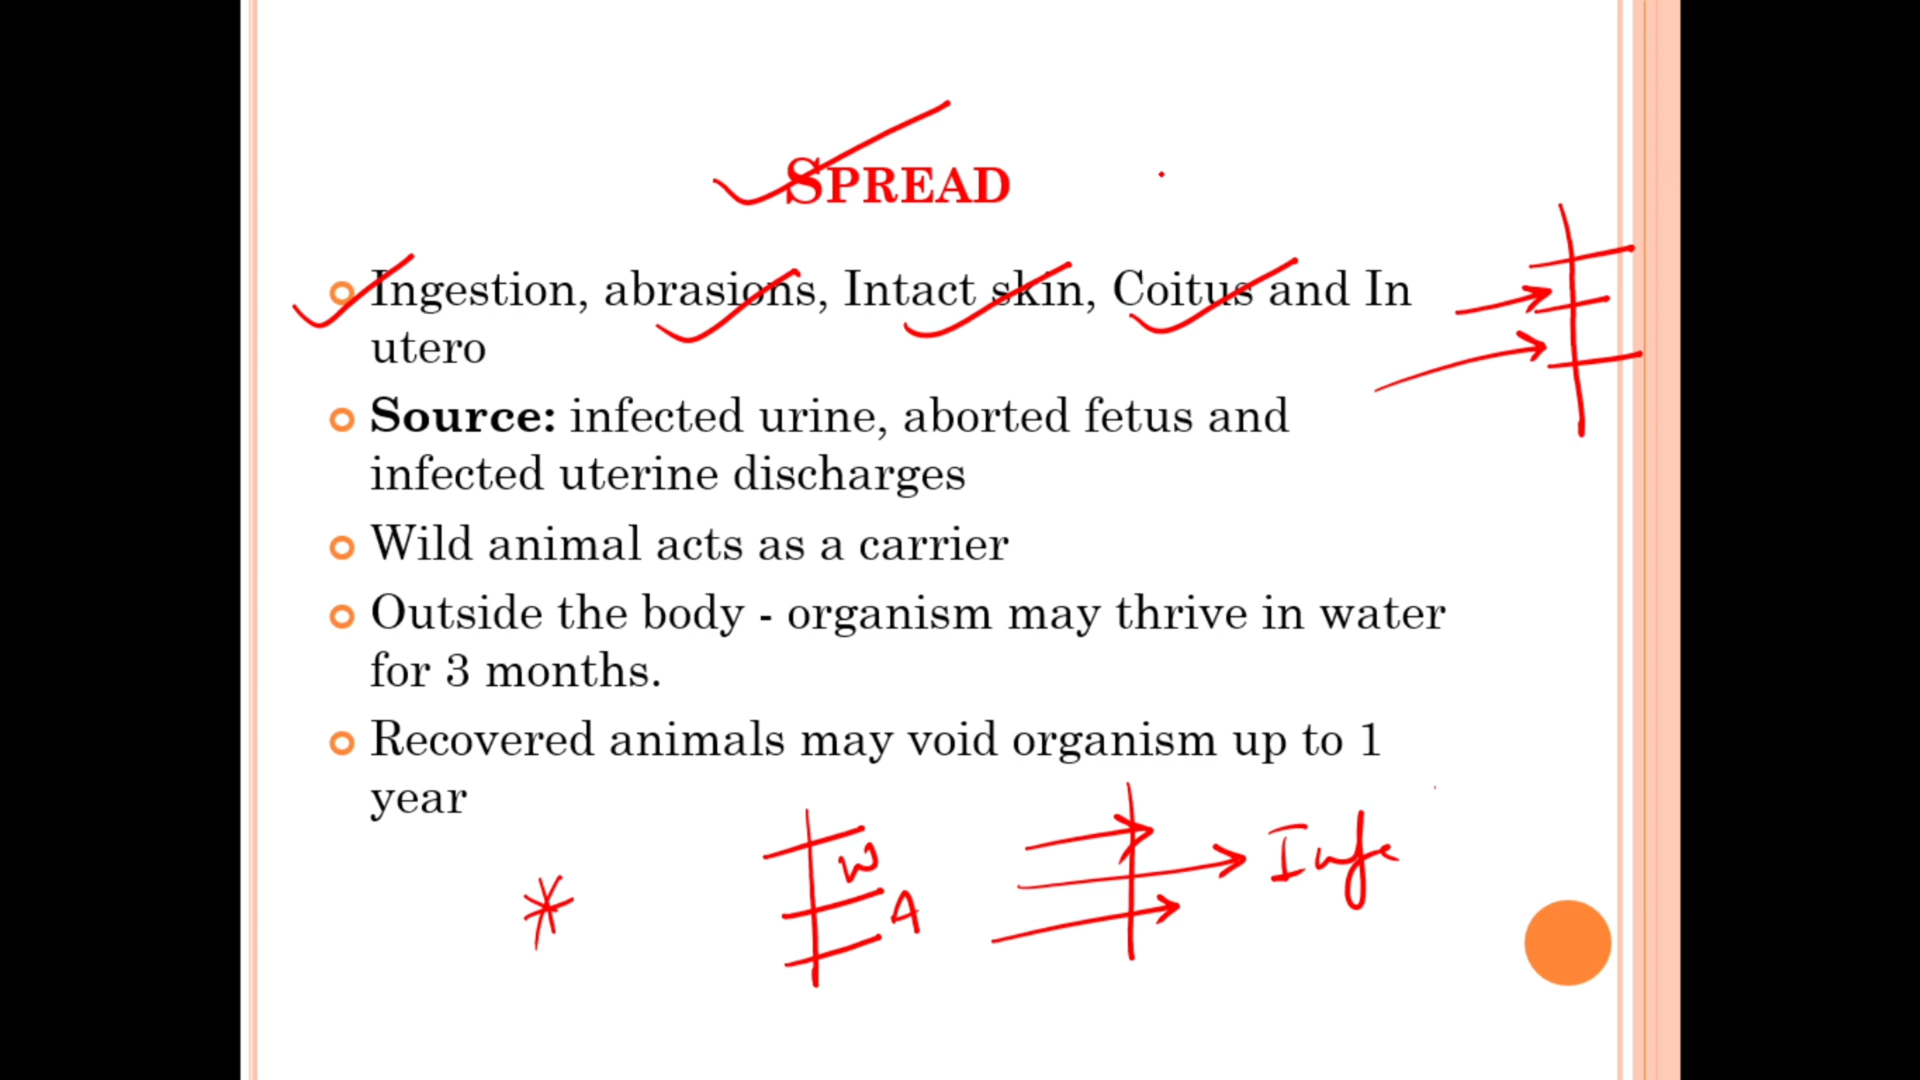 SPREAD
Ingestion, abrasions, Intact skin, Coitus and In
utero
Source: infected urine, aborted fetus and
infected uterine discharges
Wild animal acts as a carrier
Outside the body - organism may thrive in water
for 3 months.
Recovered animals may void organism up to 1
year
W
A
Infe